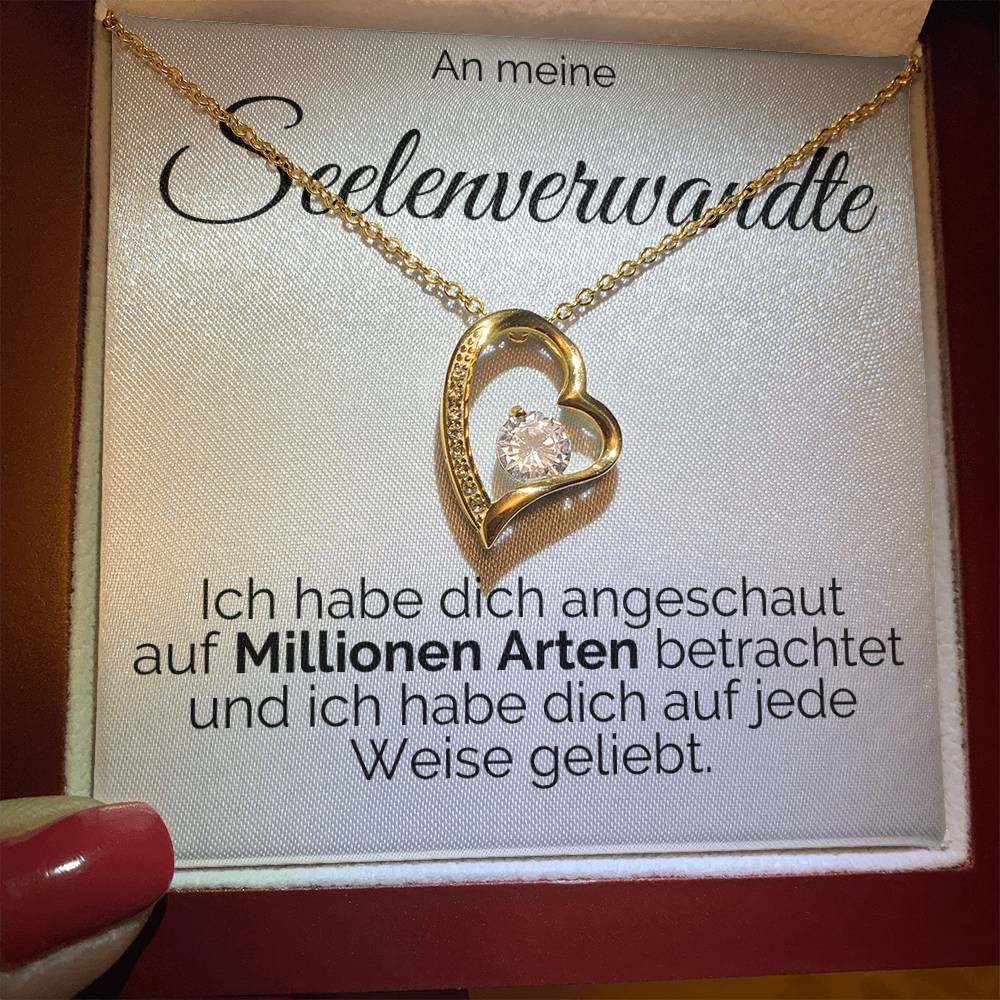 An meine
Seelenverwandte
Ich habe dich angeschaut
auf Millionen Arten betrachtet
und ich habe dich auf jede
Weise geliebt.